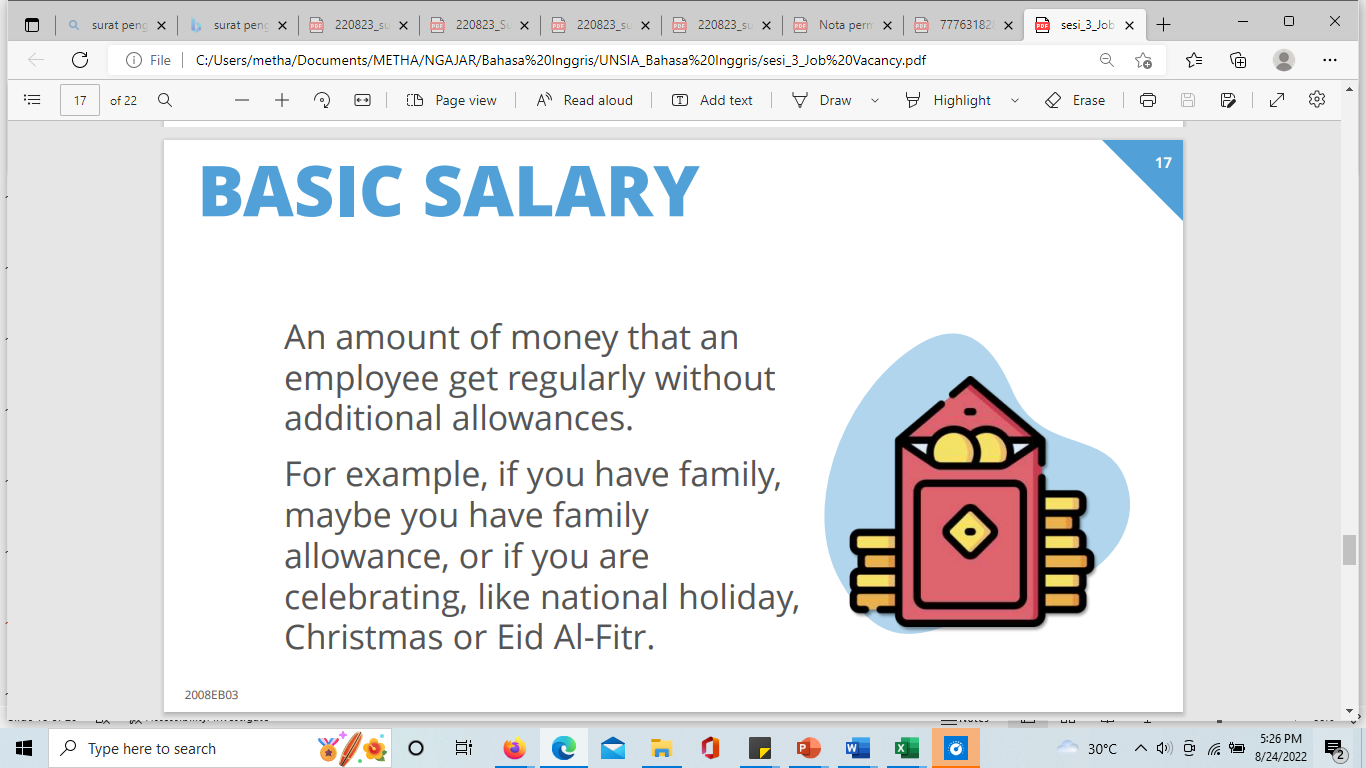 surat peng
surat peng
220823_su
220823_Su
220823_su
220823_su
Nota perm
77763182
sesi_3_Job
File
C:/Users/metha/Documents/METHA/NGAJAR/Bahasa%20Inggris/UNSIA_Bahasa%20Inggris/sesi_3_Job%20Vacancy.pdf
17 of 22
Page view
Read aloud
Add text
Draw
Highlight
Erase
BASIC SALARY
17
An amount of money that an
employee get regularly without
additional allowances.
For example, if you have family,
maybe you have family
allowance, or if you are
celebrating, like national holiday,
Christmas or Eid Al-Fitr.
2008EB03
Type here to search
30°C
5:26 PM
8/24/2022
2